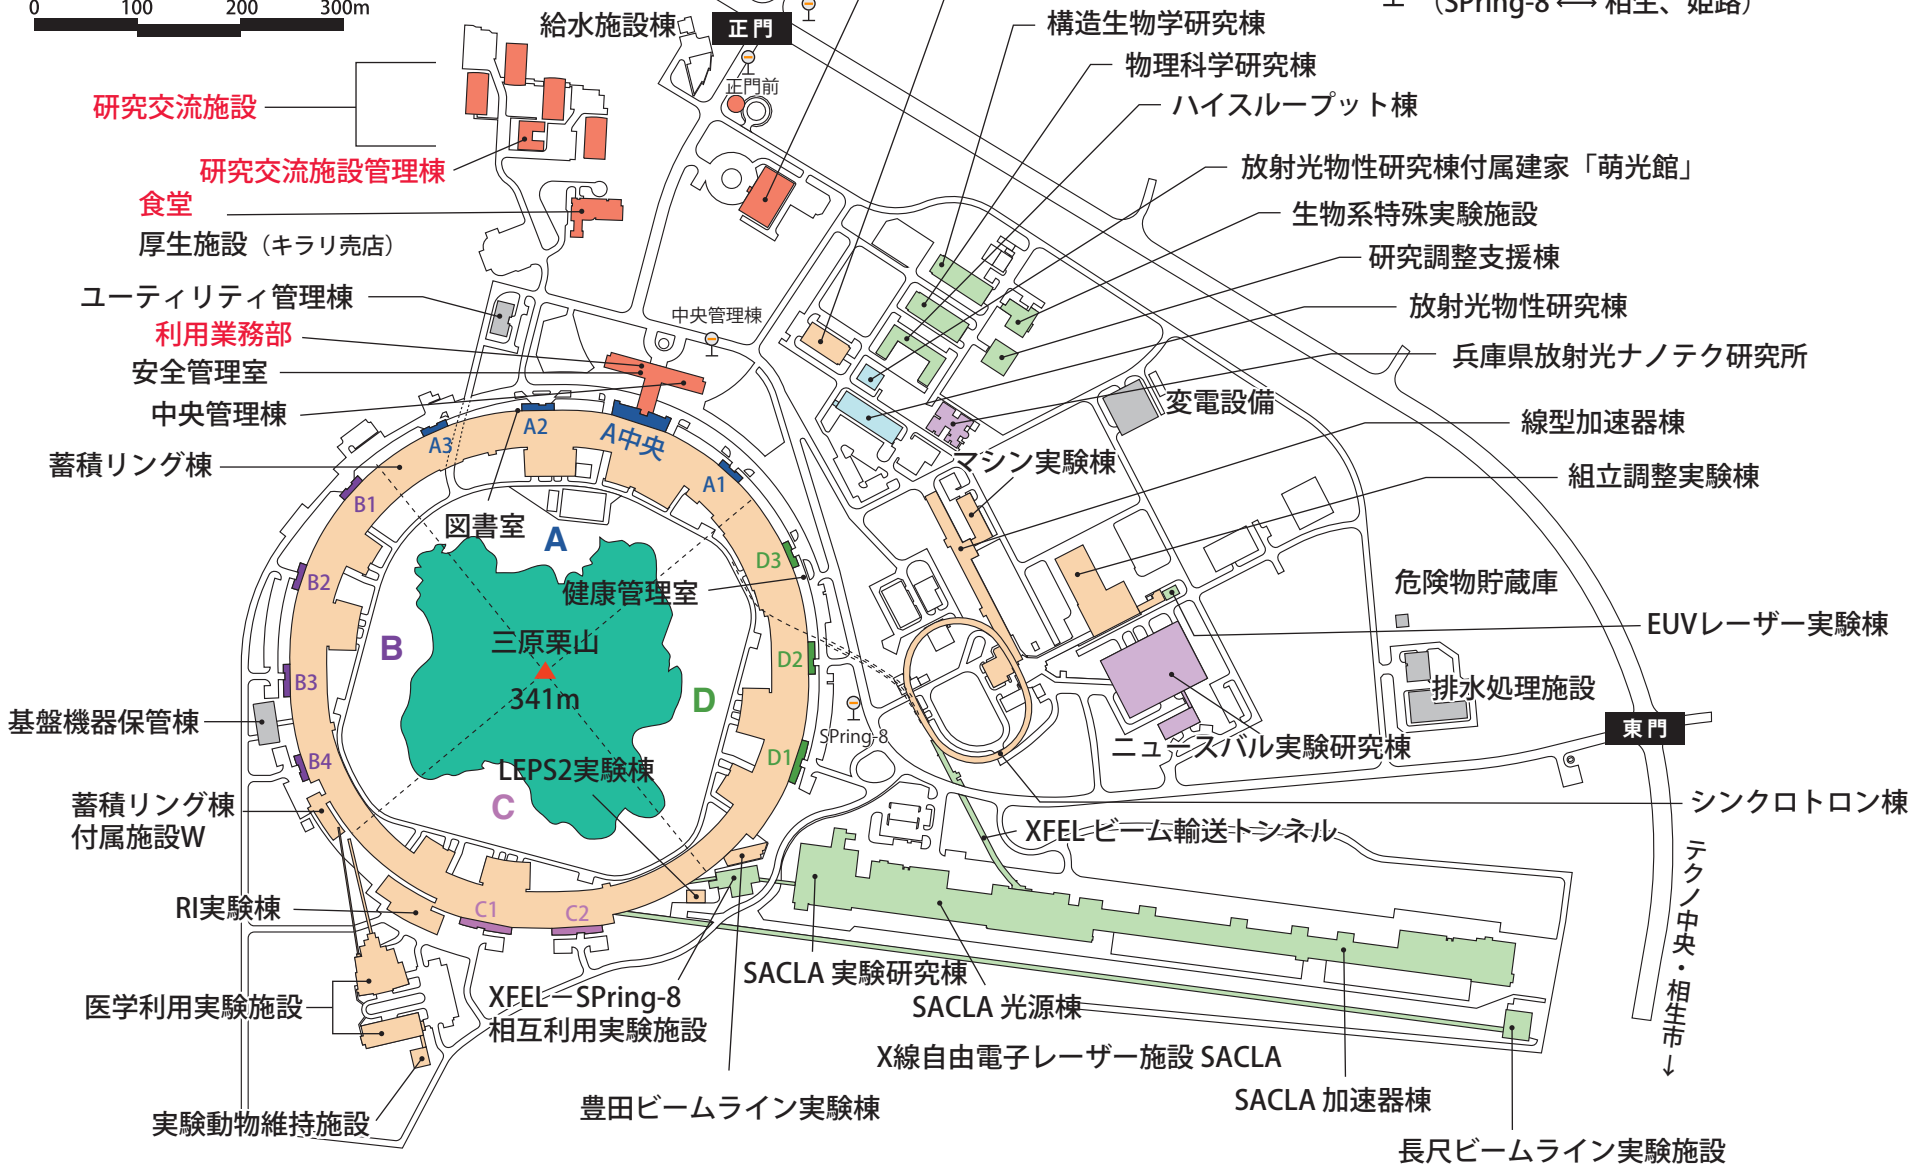 0 100 200 300m
(SPring-8 ⟷ 相生、姫路)
給水施設棟
正門
正門前
構造生物学研究棟
物理科学研究棟
ハイスループット棟
研究交流施設
研究交流施設管理棟
放射光物性研究棟付属建家「萌光館」
食堂
生物系特殊実験施設
厚生施設(キラリ売店)
研究調整支援棟
ユーティリティ管理棟
放射光物性研究棟
中央管理棟
利用業務部
兵庫県放射光ナノテク研究所
安全管理室
変電設備
中央管理棟
線型加速器棟
A3
A2
A中央
A1
蓄積リング棟
マシン実験棟
組立調整実験棟
B1
図書室
A
D3
危険物貯蔵庫
B2
健康管理室
EUVレーザー実験棟
三原栗山
B
D2
341m
D
B3
排水処理施設
基盤機器保管棟
SPring-8
東門
ニュースバル実験研究棟
B4
D1
LEPS2実験棟
C
蓄積リング棟
付属施設W
シンクロトロン棟
XFELビーム輸送トンネル
テクノ中央・相生市→
RI実験棟
C1
C2
SACLA 実験研究棟
医学利用実験施設
XFEL－SPring-8
相互利用実験施設
SACLA 光源棟
X線自由電子レーザー施設 SACLA
豊田ビームライン実験棟
SACLA 加速器棟
実験動物維持施設
長尺ビームライン実験施設